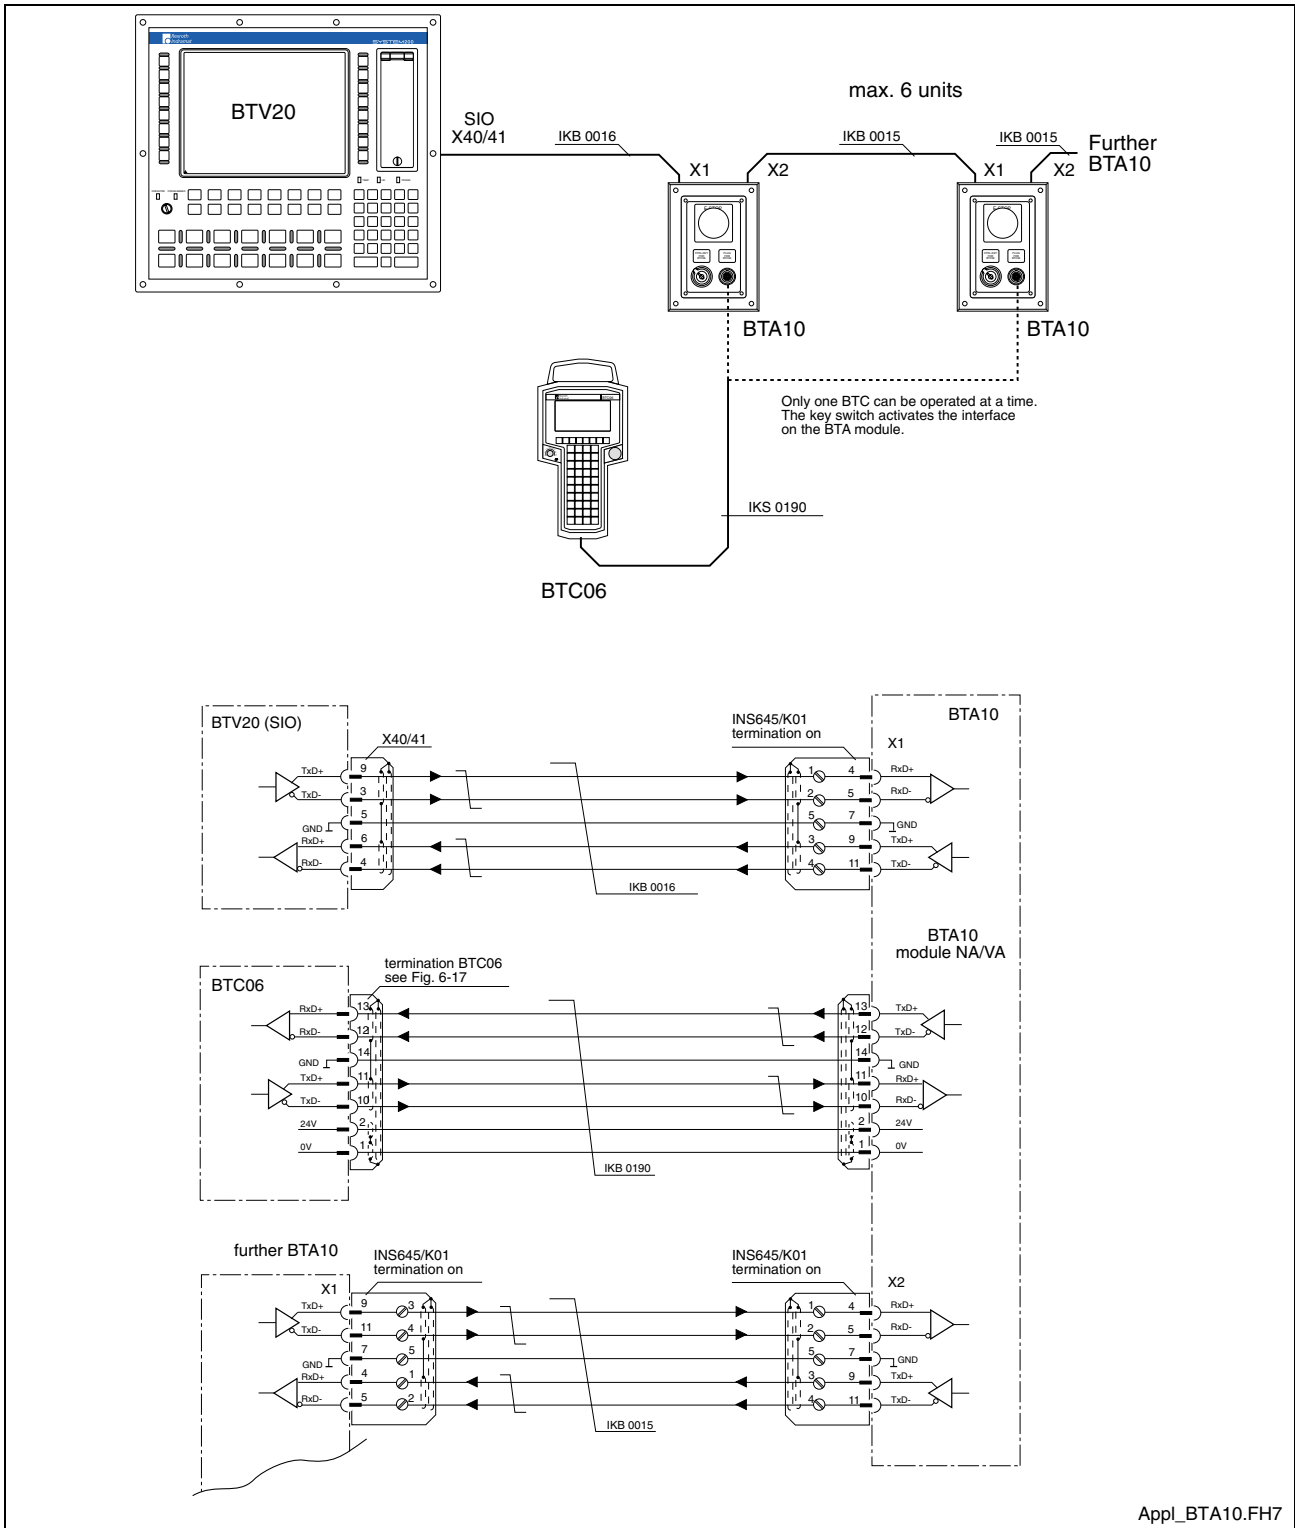 Rexroth
Indramat
SYSTEM200
BTV20
SIO
X40/41
IKB 0016
max. 6 units
IKB 0015
IKB 0015
Further
BTA10
X1
X2
X1
X2
BTA10
BTA10
Only one BTC can be operated at a time.
The key switch activates the interface
on the BTA module.
IKS 0190
BTC06
BTV20 (SIO)
X40/41
INS645/K01
termination on
BTA10
X1
TxD+
9
1
4
RxD+
TxD-
3
2
5
RxD-
GND
5
5
7
GND
RxD+
6
3
9
TxD+
RxD-
4
4
11
TxD-
IKB 0016
BTA10
module NA/VA
BTC06
termination BTC06
see Fig. 6-17
RxD+
13
13
TxD+
RxD-
12
12
TxD-
GND
14
14
GND
TxD+
11
11
RxD+
TxD-
10
10
RxD-
24V
2
2
24V
0V
1
1
0V
IKB 0190
further BTA10
INS645/K01
termination on
INS645/K01
termination on
X1
X2
TxD+
9
3
1
4
RxD+
TxD-
11
4
2
5
RxD-
GND
7
5
5
7
GND
RxD+
4
1
3
9
TxD+
RxD-
5
2
4
11
TxD-
IKB 0015
Appl_BTA10.FH7